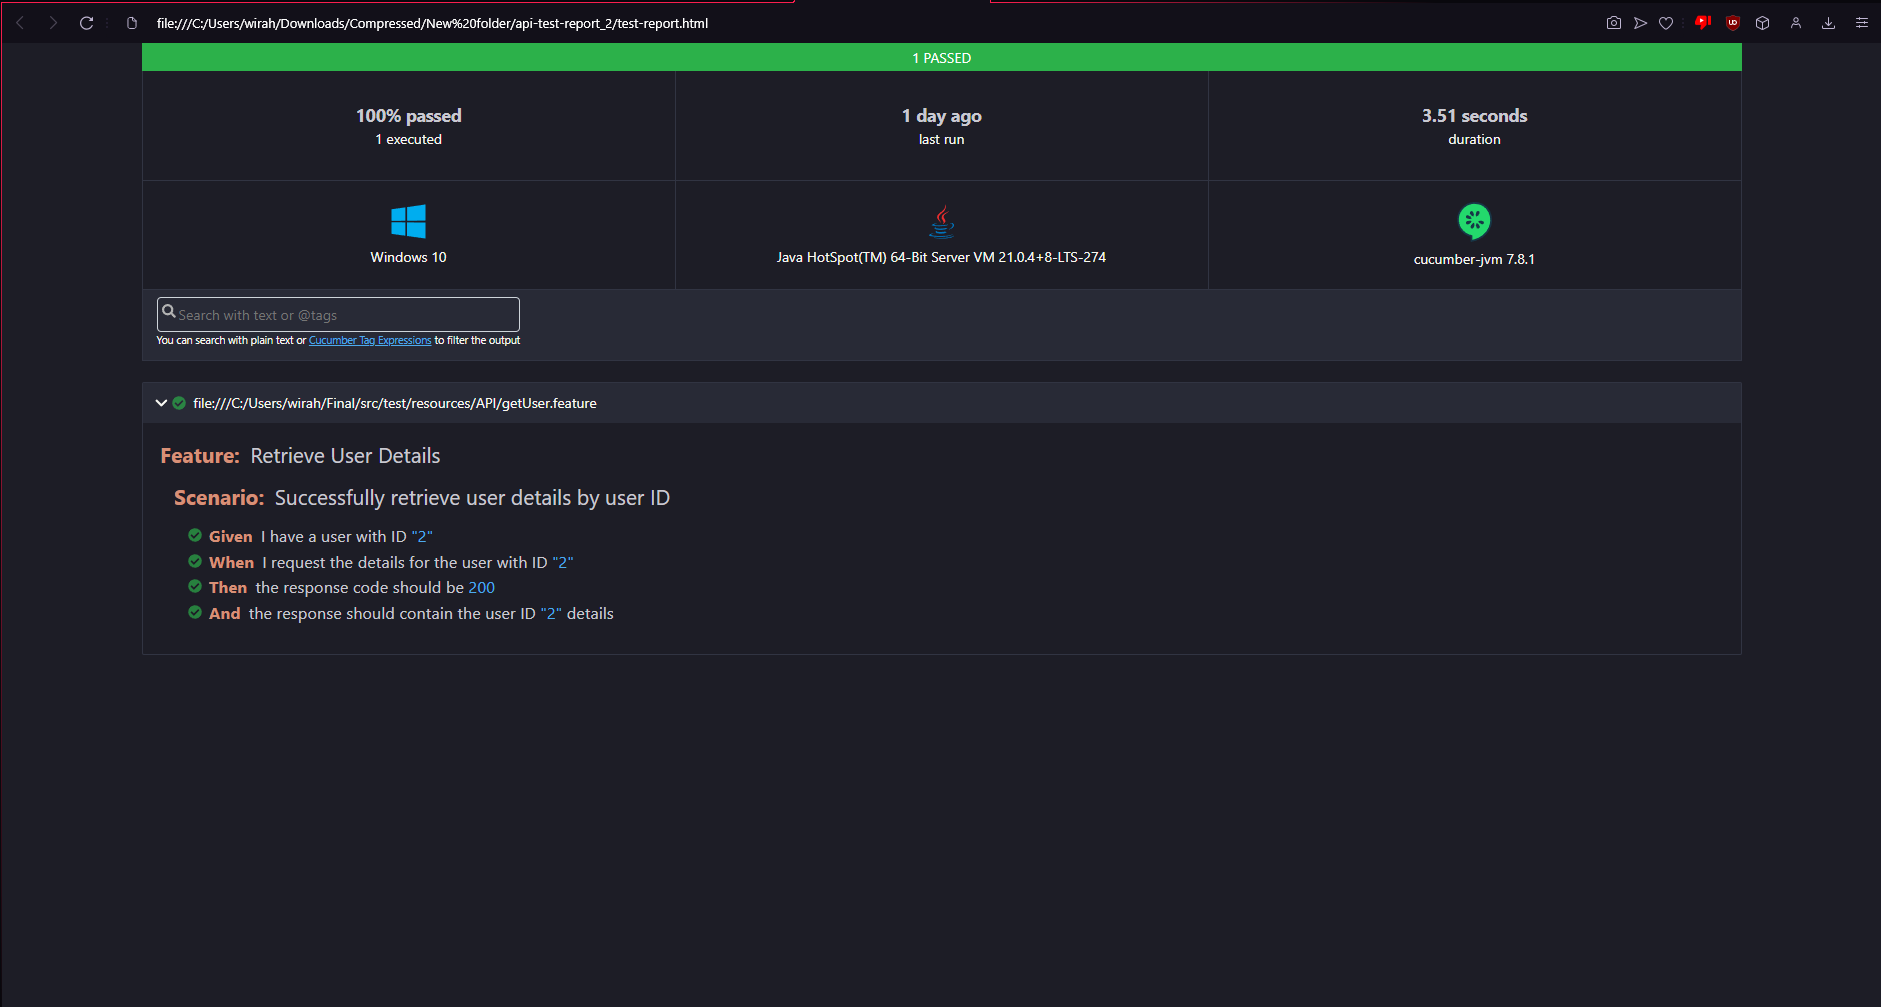 file:///C:/Users/wirah/Downloads/Compressed/New%20folder/api-test-report_2/test-report.html
1 PASSED
100% passed
1 executed
1 day ago
last run
3.51 seconds
duration
Windows 10
Java HotSpot(TM) 64-Bit Server VM 21.0.4+8-LTS-274
cucumber-jvm 7.8.1
Search with text or @tags
You can search with plain text or Cucumber Tag Expressions to filter the output
file:///C:/Users/wirah/Final/src/test/resources/API/getUser.feature
Feature: Retrieve User Details
Scenario: Successfully retrieve user details by user ID
Given I have a user with ID "2"
When I request the details for the user with ID "2"
Then the response code should be 200
And the response should contain the user ID "2" details